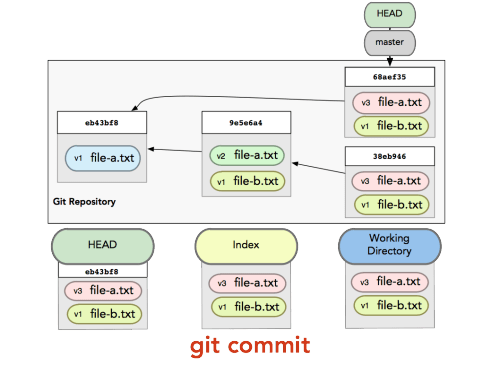 HEAD
master
68aef35
v3 file-a.txt
v1 file-b.txt
eb43bf8
v1 file-a.txt
9e5e6a4
v2 file-a.txt
v1 file-b.txt
38eb946
v3 file-a.txt
v1 file-b.txt
Git Repository
HEAD
eb43bf8
v3 file-a.txt
v1 file-b.txt
Index
v3 file-a.txt
v1 file-b.txt
Working
Directory
v3 file-a.txt
v1 file-b.txt
git commit